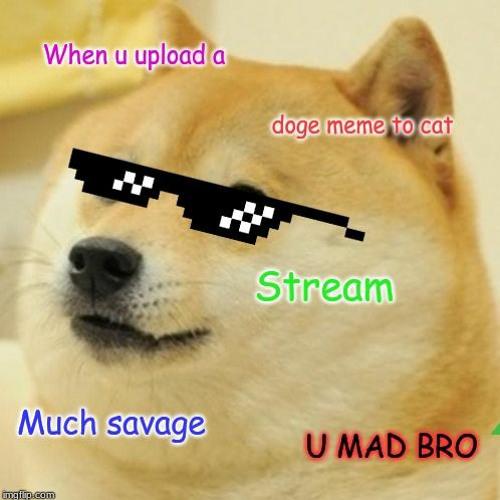 When u upload a
doge meme to cat
Stream
Much savage
U MAD BRO
imgflip.com